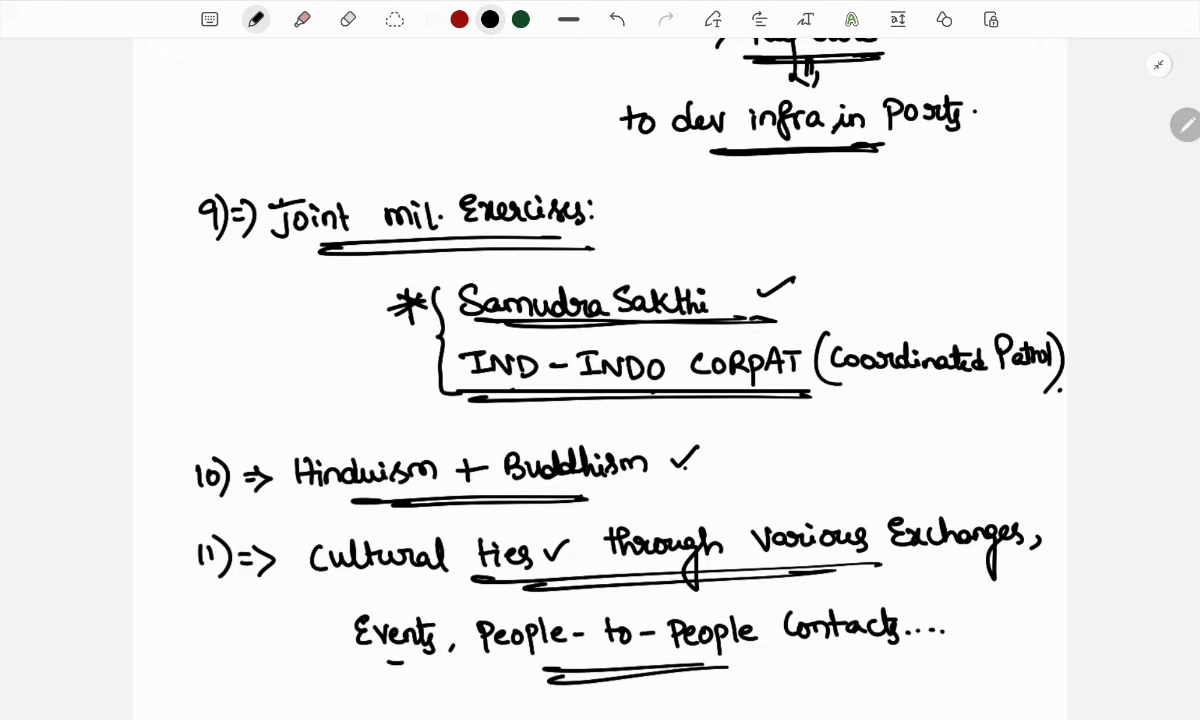 to dev infra in Ports.
9)=> Joint mil. Exercises:
* Samudra Sakthi ✓
IND - INDO CORPAT (Coordinated Patrol).
10) => Hinduism + Buddhism ✓
11) => Cultural ties ✓ through various Exchanges,
Events, People - to - People Contacts....